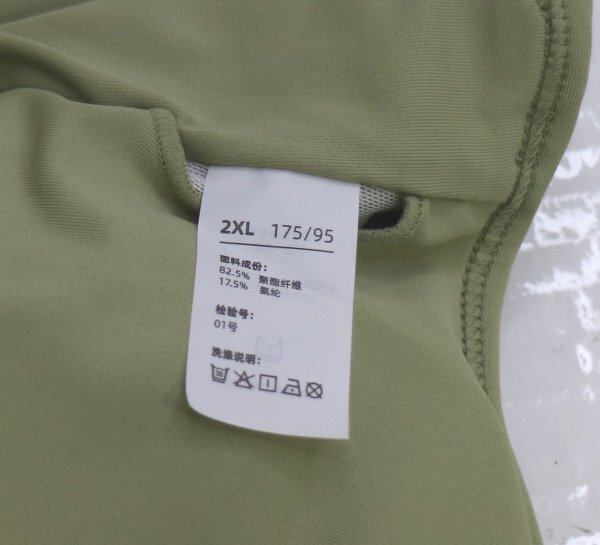 2XL 175/95
面料成份:
82.5% 聚酯纤维
17.5% 氨纶
检验号:
01号
洗涤说明:
30